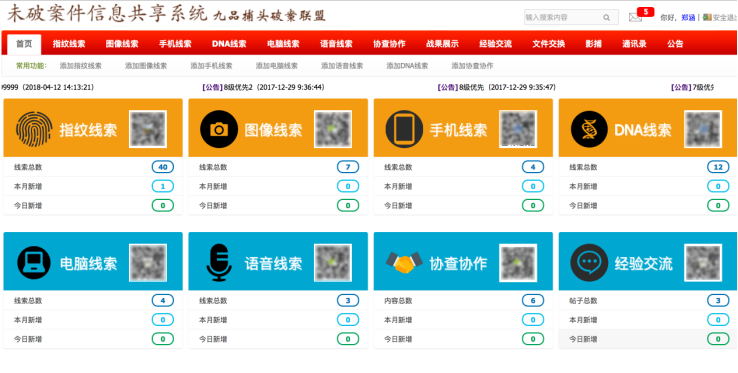 未破案件信息共享系统 九品捕头破案联盟
输入搜索内容 5 你好, 郑涵 | 安全退出
首页 指纹线索 图像线索 手机线索 DNA线索 电脑线索 语音线索 协查协作 战果展示 经验交流 文件交换 影捕 通讯录 公告
常用功能: 添加指纹线索 添加图像线索 添加手机线索 添加电脑线索 添加语音线索 添加DNA线索 添加协查协作
9999（2018-04-12 14:13:21） 【公告】8级优先2（2017-12-29 9:36:44） 【公告】8级优先（2017-12-29 9:35:47） 【公告】7级优
指纹线索 图像线索 手机线索 DNA线索
线索总数 40 线索总数 7 线索总数 4 线索总数 12
本月新增 1 本月新增 0 本月新增 0 本月新增 0
今日新增 0 今日新增 0 今日新增 0 今日新增 0
电脑线索 语音线索 协查协作 经验交流
线索总数 4 线索总数 3 内容总数 6 帖子总数 3
本月新增 0 本月新增 0 本月新增 0 本月新增 0
今日新增 0 今日新增 0 今日新增 0 今日新增 0